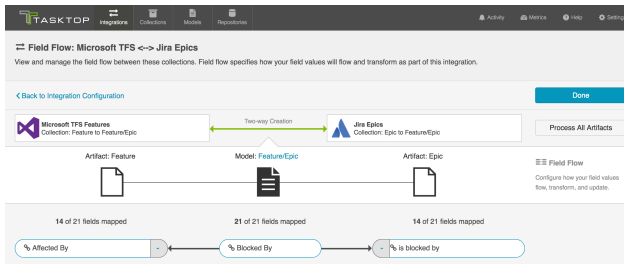 TASKTOP
Integrations
Collections
Models
Repositories
Activity
Metrics
Help
Setting
Field Flow: Microsoft TFS <--> Jira Epics
View and manage the field flow between these collections. Field flow specifies how your field values will flow and transform as part of this integration.
Back to Integration Configuration
Done
Microsoft TFS Features
Collection: Feature to Feature/Epic
Two-way Creation
Jira Epics
Collection: Epic to Feature/Epic
Process All Artifacts
Artifact: Feature
Model: Feature/Epic
Artifact: Epic
Field Flow
Configure how your field values
flow, transform, and update.
14 of 21 fields mapped
21 of 21 fields mapped
14 of 21 fields mapped
Affected By
Blocked By
is blocked by